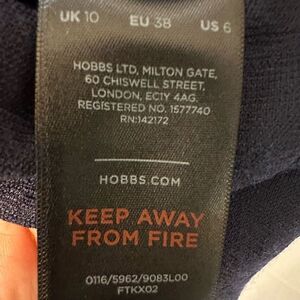 UK 10 EU 38 US 6
HOBBS LTD, MILTON GATE,
60 CHISWELL STREET,
LONDON, EC1Y 4AG.
REGISTERED NO. 1577740
RN:142172
HOBBS.COM
KEEP AWAY
FROM FIRE
0116/5962/9083L00
FTKX02